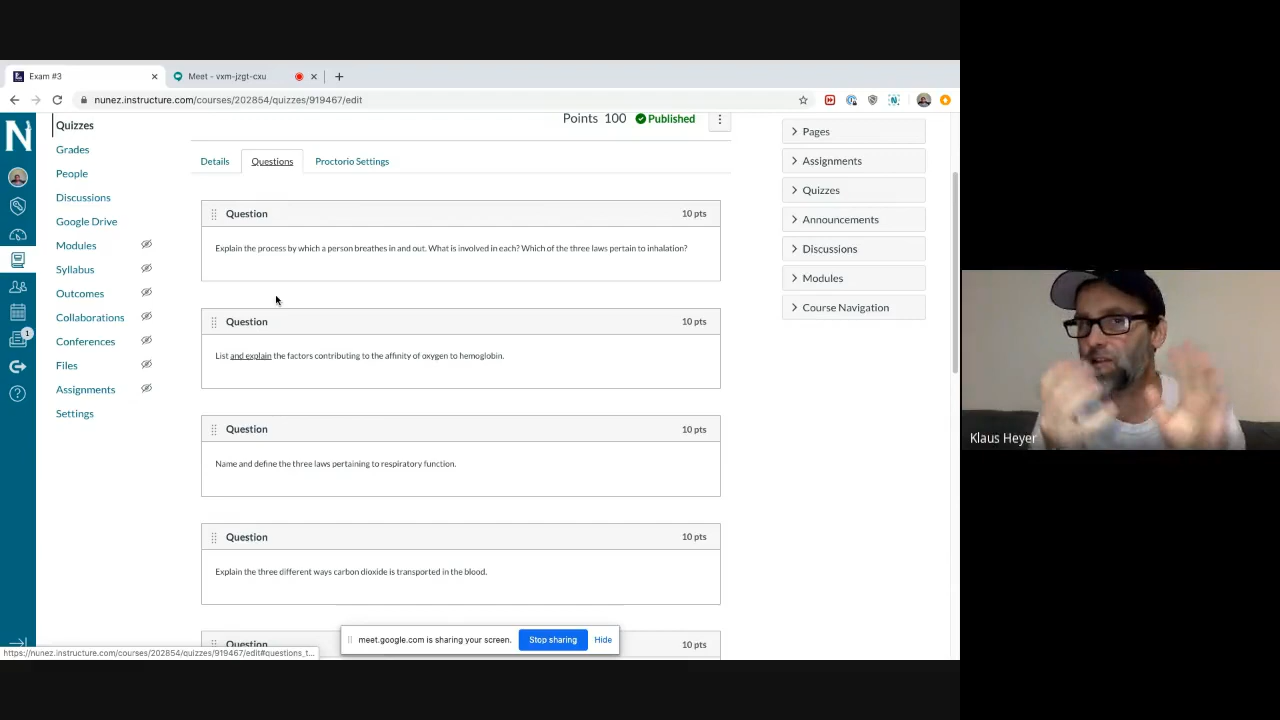 Exam #3
Meet - vxm-jzgt-cxu
nunez.instructure.com/courses/202854/quizzes/919467/edit
N
Quizzes
Grades
People
Discussions
Google Drive
Modules
Syllabus
Outcomes
Collaborations
Conferences
Files
Assignments
Settings
1
Points 100 Published
Details Questions Proctorio Settings
Question 10 pts
Explain the process by which a person breathes in and out. What is involved in each? Which of the three laws pertain to inhalation?
Question 10 pts
List and explain the factors contributing to the affinity of oxygen to hemoglobin.
Question 10 pts
Name and define the three laws pertaining to respiratory function.
Question 10 pts
Explain the three different ways carbon dioxide is transported in the blood.
Question 10 pts
Pages
Assignments
Quizzes
Announcements
Discussions
Modules
Course Navigation
Klaus Heyer
meet.google.com is sharing your screen. Stop sharing Hide
https://nunez.instructure.com/courses/202854/quizzes/919467/edit#questions_t...